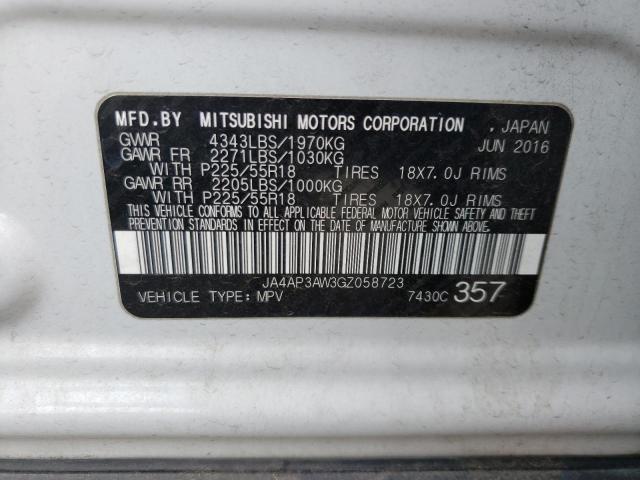 MFD.BY MITSUBISHI MOTORS CORPORATION , JAPAN
GVWR 4343LBS/1970KG JUN 2016
GAWR FR 2271LBS/1030KG
WITH P225/55R18 TIRES 18X7.0J RIMS
GAWR RR 2205LBS/1000KG
WITH P225/55R18 TIRES 18X7.0J RIMS
THIS VEHICLE CONFORMS TO ALL APPLICABLE FEDERAL MOTOR VEHICLE SAFETY AND THEFT
PREVENTION STANDARDS IN EFFECT ON THE DATE OF MANUFACTURE SHOWN ABOVE.
JA4AP3AW3GZ058723
VEHICLE TYPE:MPV 7430C 357